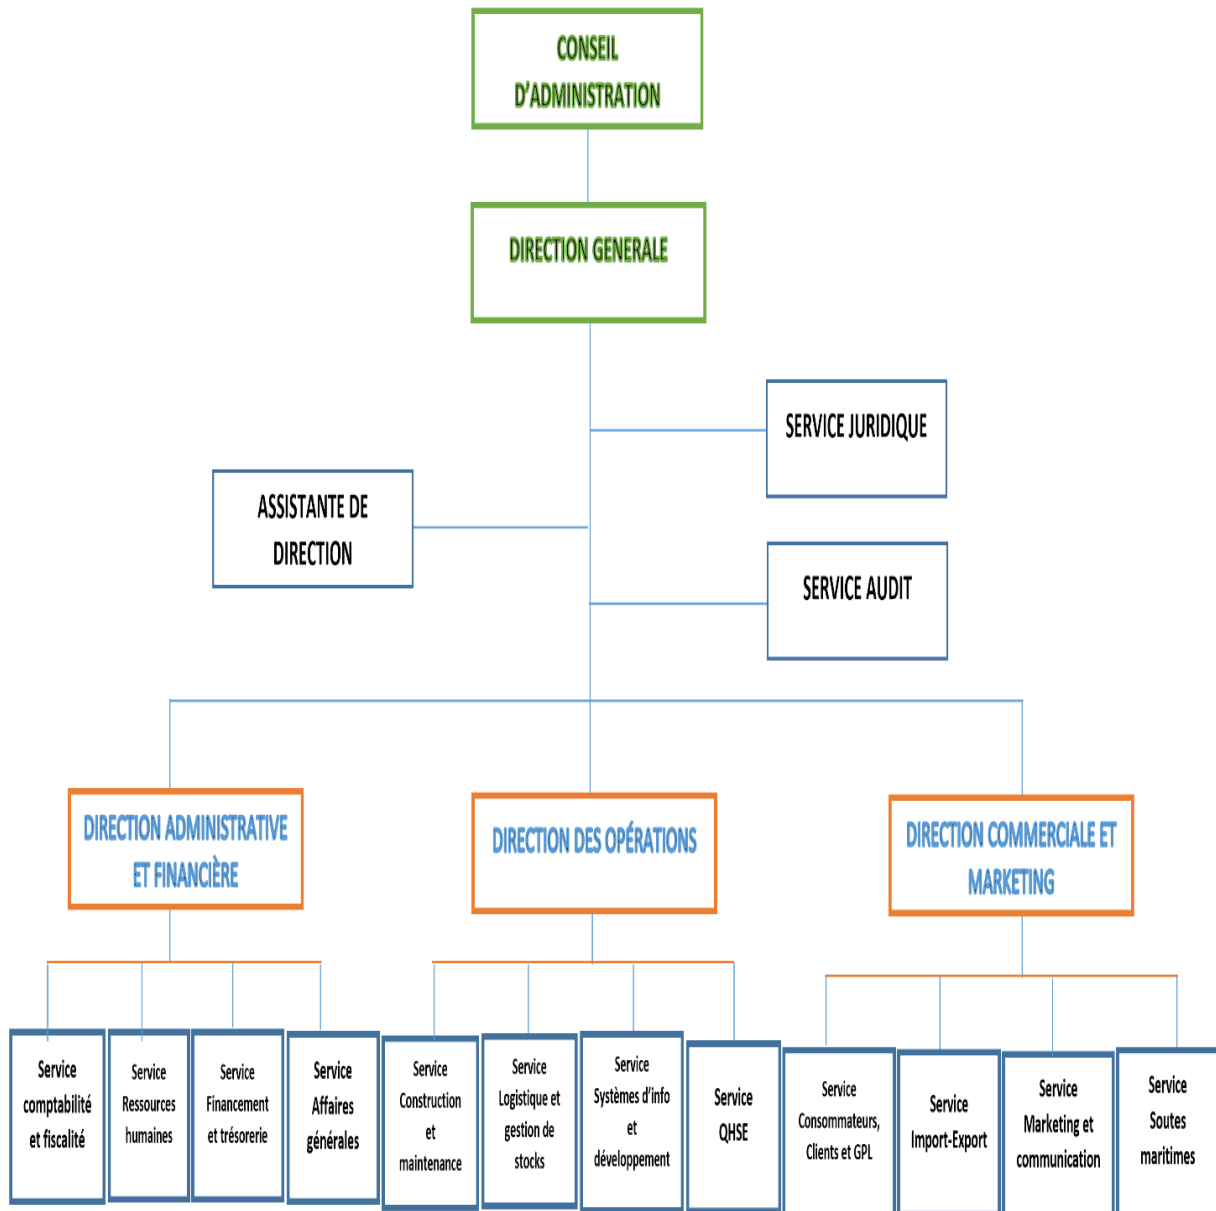 CONSEIL
D'ADMINISTRATION
DIRECTION GENERALE
SERVICE JURIDIQUE
ASSISTANTE DE
DIRECTION
SERVICE AUDIT
DIRECTION ADMINISTRATIVE
ET FINANCIÈRE
DIRECTION DES OPÉRATIONS
DIRECTION COMMERCIALE ET
MARKETING
Service
comptabilité
et fiscalité
Service
Ressources
humaines
Service
Financement
et trésorerie
Service
Affaires
générales
Service
Construction
et
maintenance
Service
Logistique et
gestion de
stocks
Service
Systèmes d'info
et
développement
Service
QHSE
Service
Consommateurs,
Clients et GPL
Service
Import-Export
Service
Marketing et
communication
Service
Soutes
maritimes